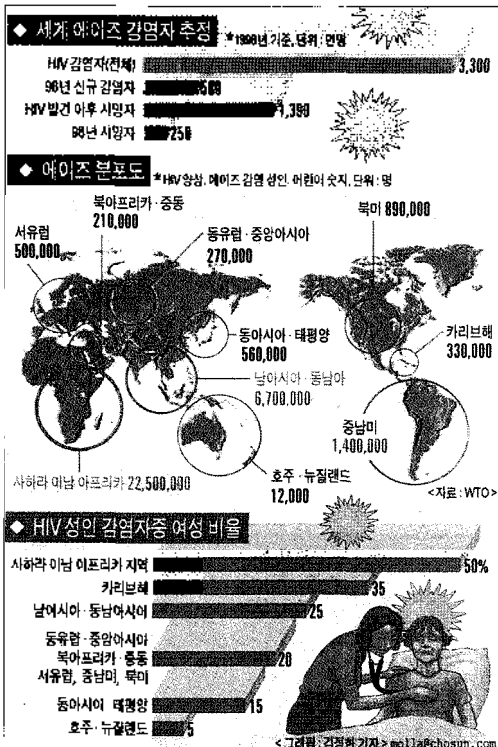 ◆ 세계 에이즈 감염자 추정
*1998년 기준, 단위 : 만명
HIV 감염자(전체) 3,300
98년 신규 감염자
HIV 발견 이후 사망자 1,390
98년 사망자 250
◆ 에이즈 분포도
*HIV 양성, 에이즈 감염 성인·어린이 숫자, 단위 : 명
북아프리카·중동
210,000
서유럽
500,000
동유럽·중앙아시아
270,000
북미 890,000
동아시아·태평양
560,000
카리브해
330,000
남아시아·동남아
6,700,000
중남미
1,400,000
호주·뉴질랜드
12,000
사하라 이남 아프리카 22,500,000
<자료 : WTO>
◆ HIV 성인 감염자중 여성 비율
사하라 이남 아프리카 지역 50%
카리브해 35
남아시아·동남아시아 25
동유럽·중앙아시아
북아프리카·중동 20
서유럽, 중남미, 북미
동아시아·태평양 15
호주·뉴질랜드 5
<그래픽 : 기자> molla@chosun.com